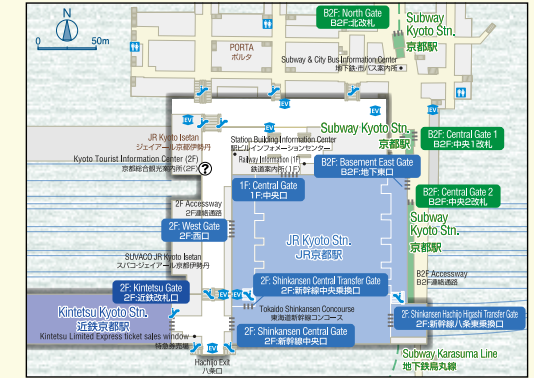 N
0 50m
PORTA
ポルタ
B2F: North Gate
B2F:北改札
Subway
Kyoto Stn.
京都駅
Subway & City Bus Information Center
地下鉄・市バス案内所
EV
EV
EV
EV
JR Kyoto Isetan
ジェイアール京都伊勢丹
Station Building Information Center
駅ビルインフォメーションセンター
Subway Kyoto Stn.
京都駅
B2F: Central Gate 1
B2F:中央1改札
Kyoto Tourist Information Center (2F)
京都総合観光案内所(2F)
?
Railway Information (1F)
鉄道案内所(1F)
B2F: Basement East Gate
B2F:地下東口
1F: Central Gate
1F:中央口
B2F: Central Gate 2
B2F:中央2改札
2F Accessway
2F連絡通路
2F: West Gate
2F:西口
Subway
Kyoto Stn.
京都駅
JR Kyoto Stn.
JR京都駅
SUVACO JR Kyoto Isetan
スバコ・ジェイアール京都伊勢丹
B2F Accessway
B2F連絡通路
2F: Kintetsu Gate
2F:近鉄改札口
2F: Shinkansen Central Transfer Gate
2F:新幹線中央乗換口
EV
EV
Kintetsu Kyoto Stn.
近鉄京都駅
Tokaido Shinkansen Concourse
東海道新幹線コンコース
2F: Shinkansen Hachijo Higashi Transfer Gate
2F:新幹線八条東乗換口
Kintetsu Limited Express ticket sales window
特急券売場
2F: Shinkansen Central Gate
2F:新幹線中央口
Hachijo Exit
八条口
Subway Karasuma Line
地下鉄烏丸線